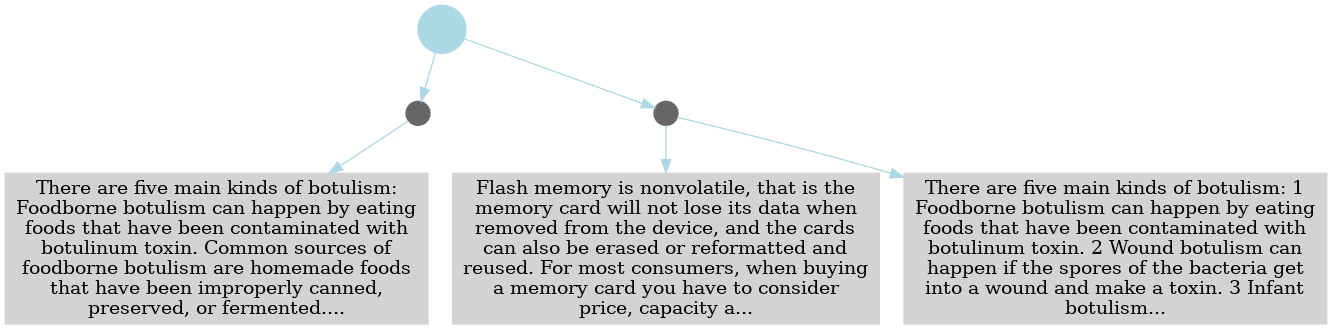 There are five main kinds of botulism:
Foodborne botulism can happen by eating
foods that have been contaminated with
botulinum toxin. Common sources of
foodborne botulism are homemade foods
that have been improperly canned,
preserved, or fermented....
Flash memory is nonvolatile, that is the
memory card will not lose its data when
removed from the device, and the cards
can also be erased or reformatted and
reused. For most consumers, when buying
a memory card you have to consider
price, capacity a...
There are five main kinds of botulism: 1
Foodborne botulism can happen by eating
foods that have been contaminated with
botulinum toxin. 2 Wound botulism can
happen if the spores of the bacteria get
into a wound and make a toxin. 3 Infant
botulism...